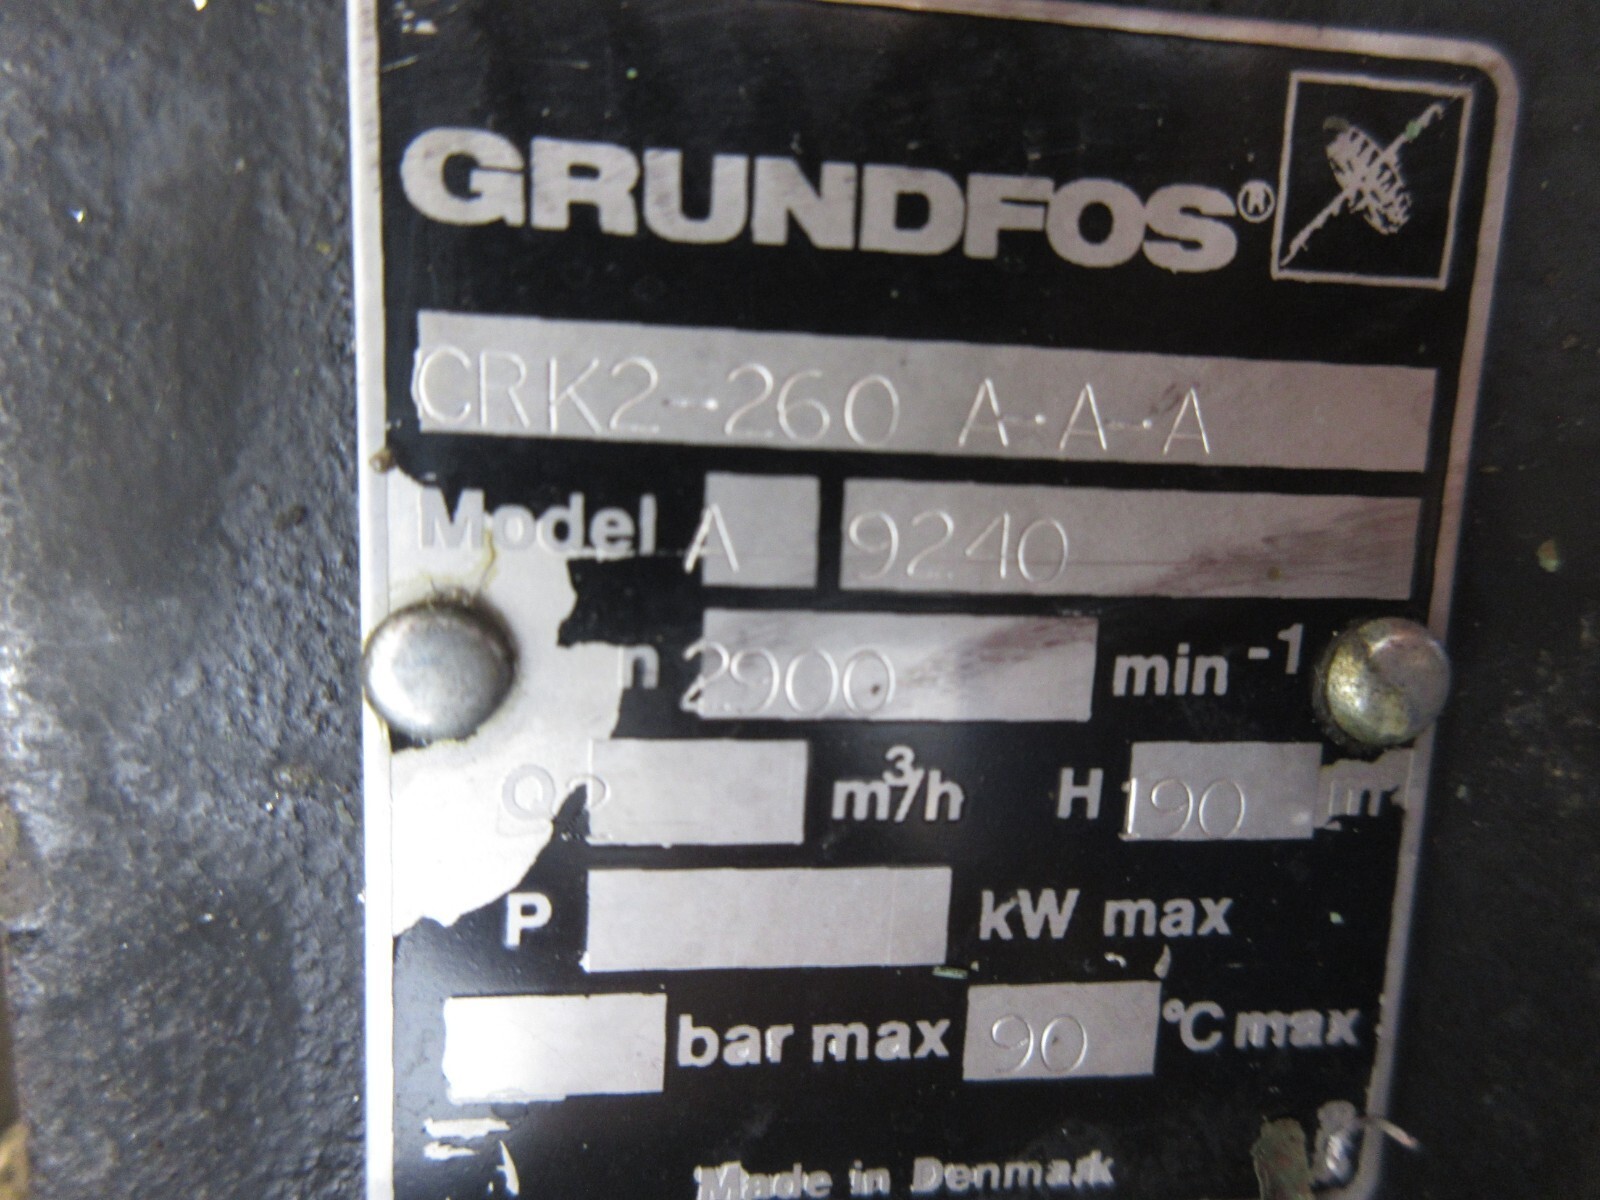 GRUNDFOS®
CRK2-260 A-A-A
Model A 9240
n 2900 min⁻¹
Q 2 m³/h H 190 m
P kW max
bar max 90 °C max
Made in Denmark